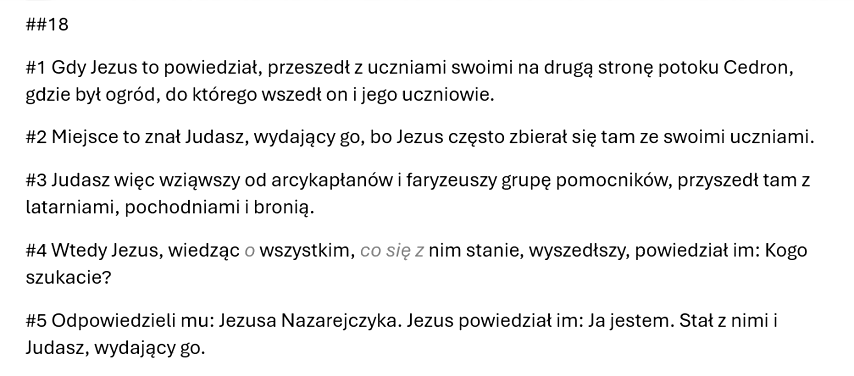 ##18
#1 Gdy Jezus to powiedział, przeszedł z uczniami swoimi na drugą stronę potoku Cedron,
gdzie był ogród, do którego wszedł on i jego uczniowie.
#2 Miejsce to znał Judasz, wydający go, bo Jezus często zbierał się tam ze swoimi uczniami.
#3 Judasz więc wziąwszy od arcykapłanów i faryzeuszy grupę pomocników, przyszedł tam z
latarniami, pochodniami i bronią.
#4 Wtedy Jezus, wiedząc o wszystkim, co się z nim stanie, wyszedłszy, powiedział im: Kogo
szukacie?
#5 Odpowiedzieli mu: Jezusa Nazarejczyka. Jezus powiedział im: Ja jestem. Stał z nimi i
Judasz, wydający go.